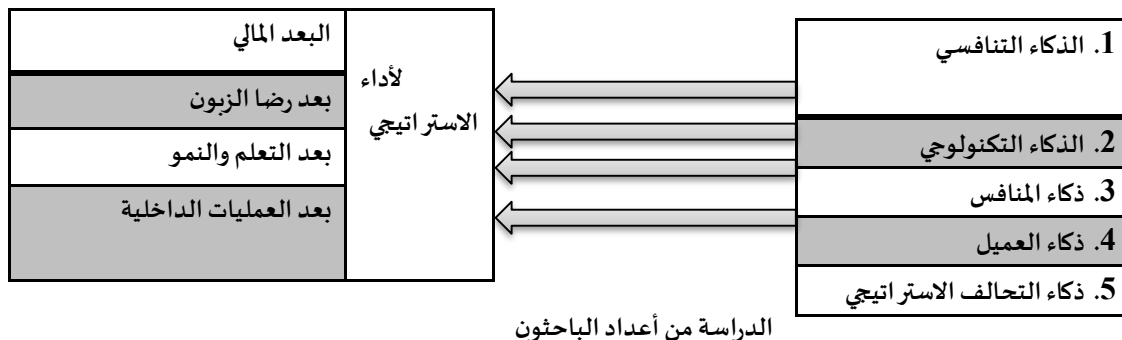 1. الذكاء التنافسي
2. الذكاء التكنولوجي
3. ذكاء المنافس
4. ذكاء العميل
5. ذكاء التحالف الاستراتيجي
لأداء
الاستراتيجي
البعد المالي
بعد رضا الزبون
بعد التعلم والنمو
بعد العمليات الداخلية
الدراسة من أعداد الباحثون